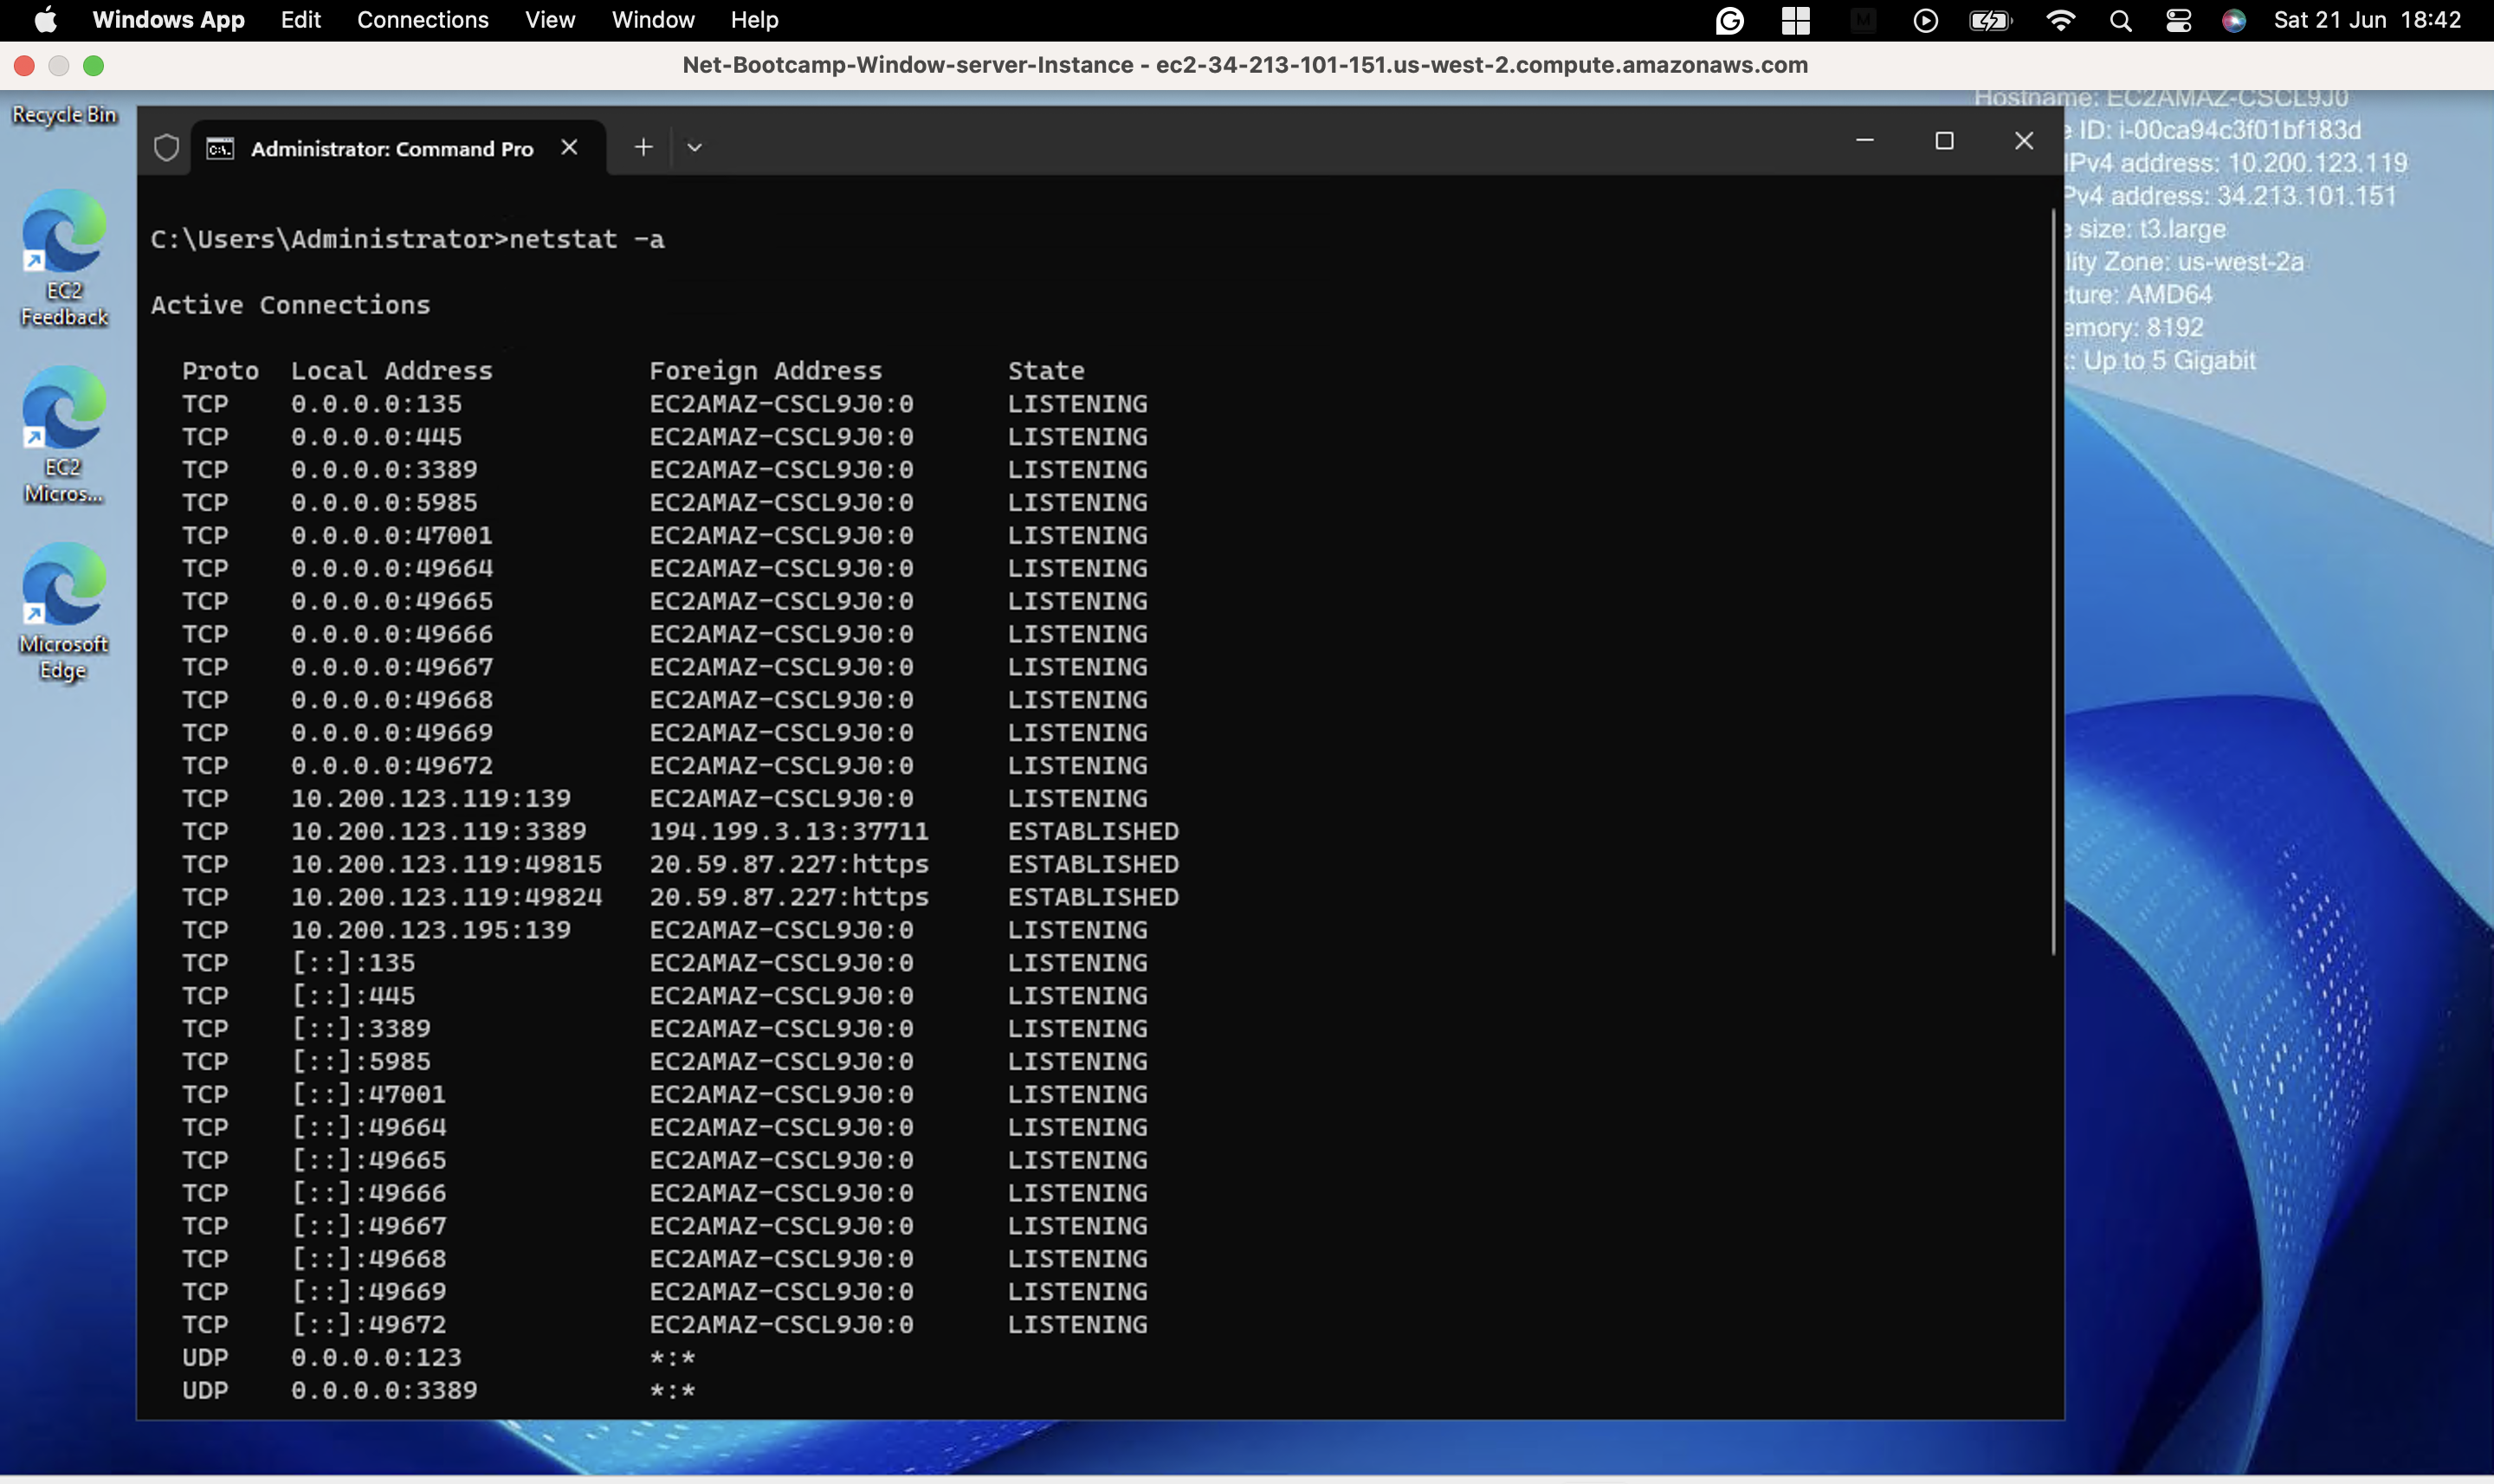 Windows App Edit Connections View Window Help Sat 21 Jun 18:42
Net-Bootcamp-Window-server-Instance - ec2-34-213-101-151.us-west-2.compute.amazonaws.com
Recycle Bin
EC2
Feedback
EC2
Micros...
Microsoft
Edge
Hostname: EC2AMAZ-CSCL9J0
e ID: i-00ca94c3f01bf183d
IPv4 address: 10.200.123.119
Pv4 address: 34.213.101.151
e size: t3.large
lity Zone: us-west-2a
cture: AMD64
emory: 8192
: Up to 5 Gigabit
Administrator: Command Pro
C:\Users\Administrator>netstat -a
Active Connections
Proto Local Address Foreign Address State
TCP 0.0.0.0:135 EC2AMAZ-CSCL9J0:0 LISTENING
TCP 0.0.0.0:445 EC2AMAZ-CSCL9J0:0 LISTENING
TCP 0.0.0.0:3389 EC2AMAZ-CSCL9J0:0 LISTENING
TCP 0.0.0.0:5985 EC2AMAZ-CSCL9J0:0 LISTENING
TCP 0.0.0.0:47001 EC2AMAZ-CSCL9J0:0 LISTENING
TCP 0.0.0.0:49664 EC2AMAZ-CSCL9J0:0 LISTENING
TCP 0.0.0.0:49665 EC2AMAZ-CSCL9J0:0 LISTENING
TCP 0.0.0.0:49666 EC2AMAZ-CSCL9J0:0 LISTENING
TCP 0.0.0.0:49667 EC2AMAZ-CSCL9J0:0 LISTENING
TCP 0.0.0.0:49668 EC2AMAZ-CSCL9J0:0 LISTENING
TCP 0.0.0.0:49669 EC2AMAZ-CSCL9J0:0 LISTENING
TCP 0.0.0.0:49672 EC2AMAZ-CSCL9J0:0 LISTENING
TCP 10.200.123.119:139 EC2AMAZ-CSCL9J0:0 LISTENING
TCP 10.200.123.119:3389 194.199.3.13:37711 ESTABLISHED
TCP 10.200.123.119:49815 20.59.87.227:https ESTABLISHED
TCP 10.200.123.119:49824 20.59.87.227:https ESTABLISHED
TCP 10.200.123.195:139 EC2AMAZ-CSCL9J0:0 LISTENING
TCP [::]:135 EC2AMAZ-CSCL9J0:0 LISTENING
TCP [::]:445 EC2AMAZ-CSCL9J0:0 LISTENING
TCP [::]:3389 EC2AMAZ-CSCL9J0:0 LISTENING
TCP [::]:5985 EC2AMAZ-CSCL9J0:0 LISTENING
TCP [::]:47001 EC2AMAZ-CSCL9J0:0 LISTENING
TCP [::]:49664 EC2AMAZ-CSCL9J0:0 LISTENING
TCP [::]:49665 EC2AMAZ-CSCL9J0:0 LISTENING
TCP [::]:49666 EC2AMAZ-CSCL9J0:0 LISTENING
TCP [::]:49667 EC2AMAZ-CSCL9J0:0 LISTENING
TCP [::]:49668 EC2AMAZ-CSCL9J0:0 LISTENING
TCP [::]:49669 EC2AMAZ-CSCL9J0:0 LISTENING
TCP [::]:49672 EC2AMAZ-CSCL9J0:0 LISTENING
UDP 0.0.0.0:123 *:*
UDP 0.0.0.0:3389 *:*